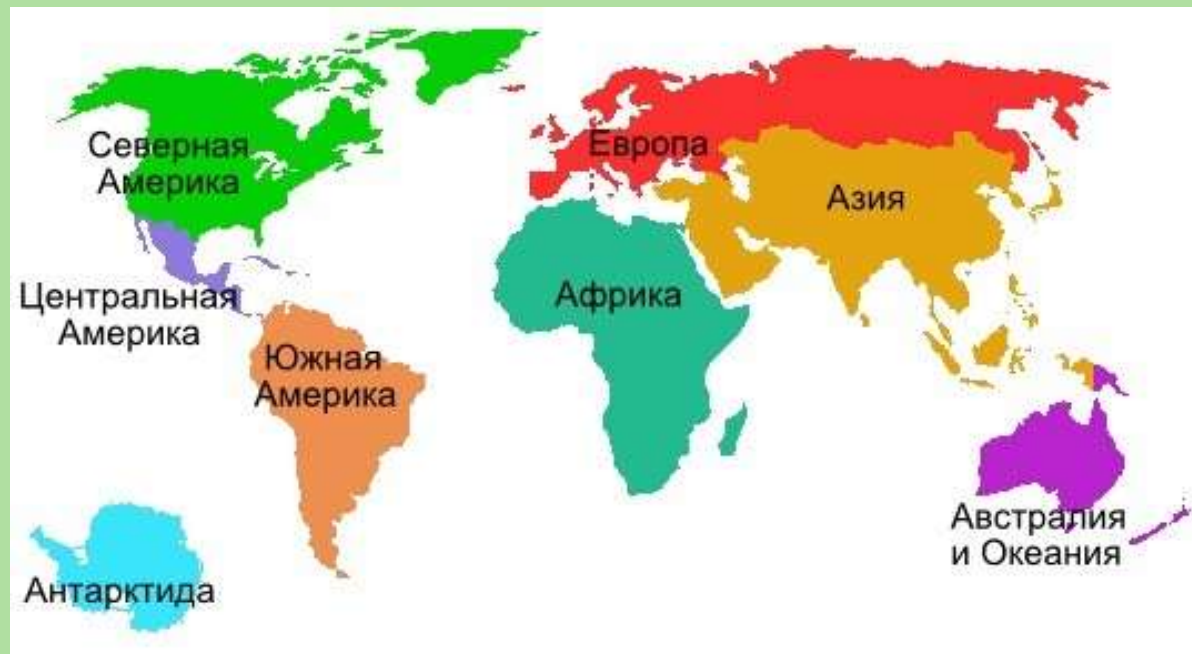 Северная
Америка
Европа
Азия
Центральная
Америка
Африка
Южная
Америка
Австралия
и Океания
Антарктида